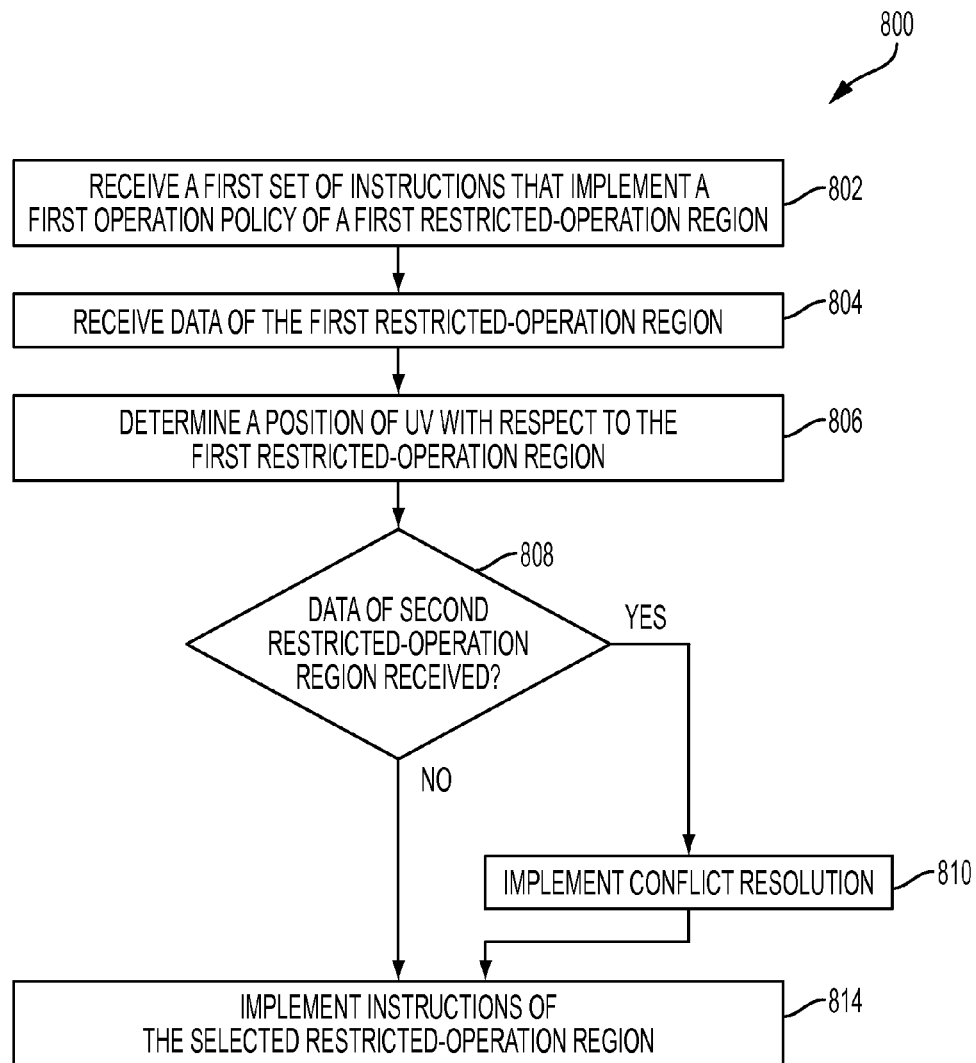 800
RECEIVE A FIRST SET OF INSTRUCTIONS THAT IMPLEMENT A
FIRST OPERATION POLICY OF A FIRST RESTRICTED-OPERATION REGION
802
RECEIVE DATA OF THE FIRST RESTRICTED-OPERATION REGION
804
DETERMINE A POSITION OF UV WITH RESPECT TO THE
FIRST RESTRICTED-OPERATION REGION
806
808
DATA OF SECOND
RESTRICTED-OPERATION
REGION RECEIVED?
YES
NO
IMPLEMENT CONFLICT RESOLUTION
810
IMPLEMENT INSTRUCTIONS OF
THE SELECTED RESTRICTED-OPERATION REGION
814